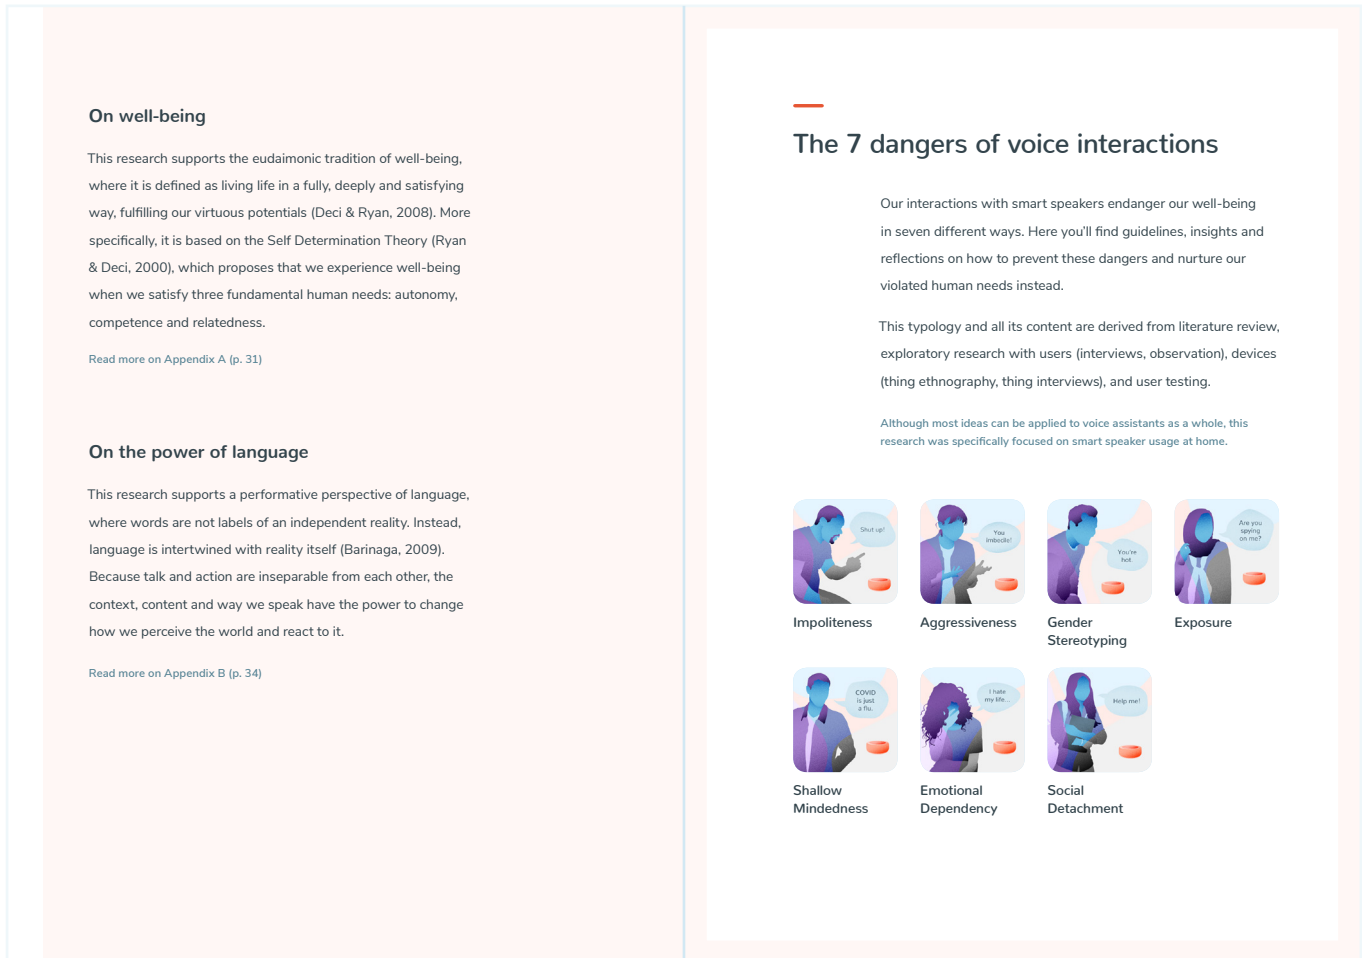 On well-being
This research supports the eudaimonic tradition of well-being,
where it is defined as living life in a fully, deeply and satisfying
way, fulfilling our virtuous potentials (Deci & Ryan, 2008). More
specifically, it is based on the Self Determination Theory (Ryan
& Deci, 2000), which proposes that we experience well-being
when we satisfy three fundamental human needs: autonomy,
competence and relatedness.
Read more on Appendix A (p. 31)
On the power of language
This research supports a performative perspective of language,
where words are not labels of an independent reality. Instead,
language is intertwined with reality itself (Barinaga, 2009).
Because talk and action are inseparable from each other, the
context, content and way we speak have the power to change
how we perceive the world and react to it.
Read more on Appendix B (p. 34)
The 7 dangers of voice interactions
Our interactions with smart speakers endanger our well-being
in seven different ways. Here you'll find guidelines, insights and
reflections on how to prevent these dangers and nurture our
violated human needs instead.
This typology and all its content are derived from literature review,
exploratory research with users (interviews, observation), devices
(thing ethnography, thing interviews), and user testing.
Although most ideas can be applied to voice assistants as a whole, this
research was specifically focused on smart speaker usage at home.
Shut up!
Impoliteness
You
imbecile!
Aggressiveness
You're
hot
Gender
Stereotyping
Are you
spying
on me?
Exposure
COVID
is just
a flu.
Shallow
Mindedness
I hate
my life...
Emotional
Dependency
Help me!
Social
Detachment